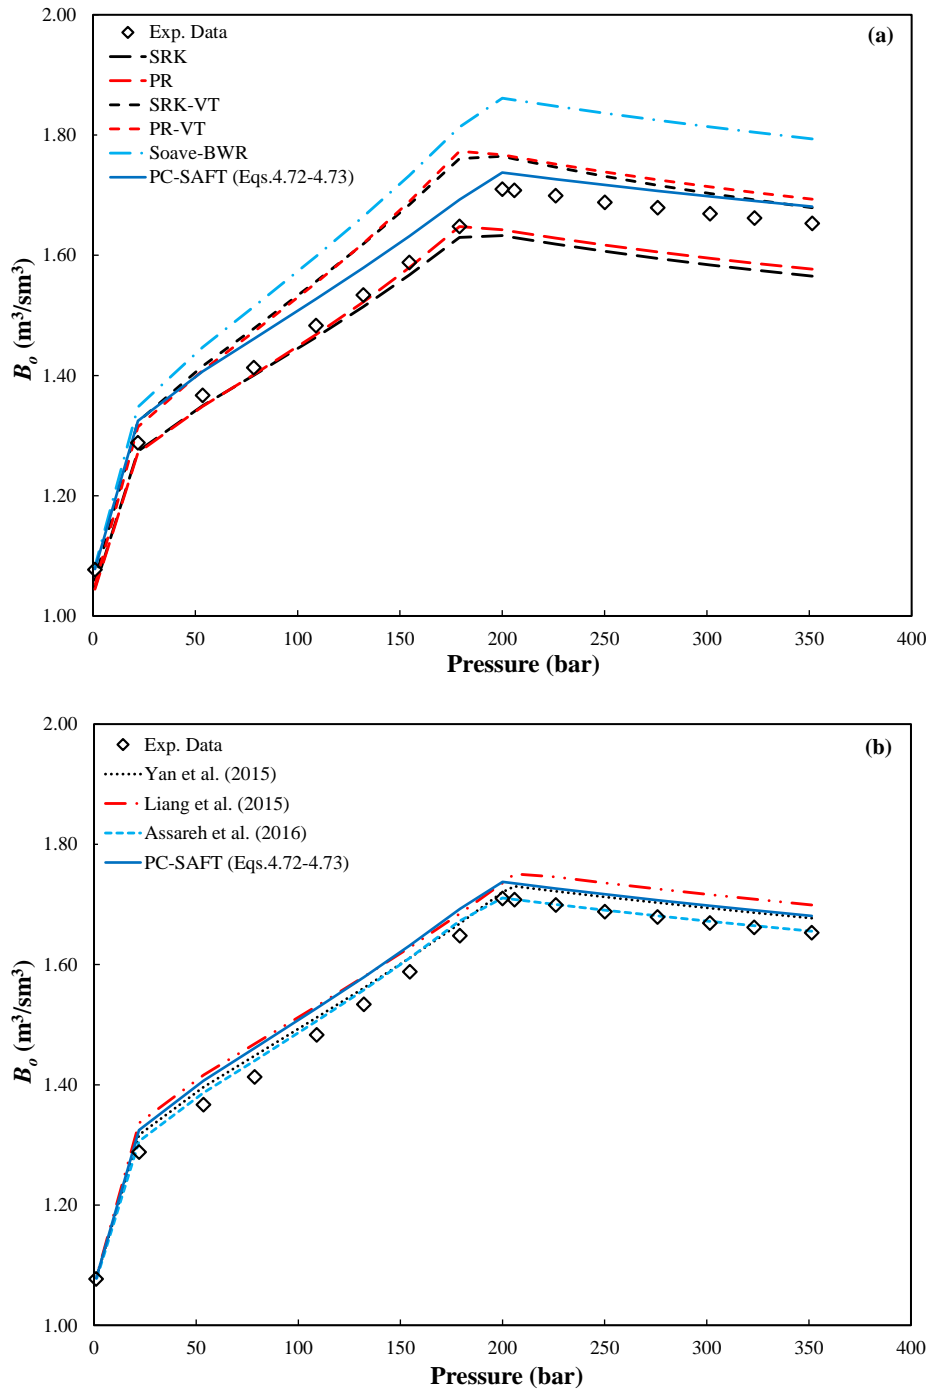 2.00
1.80
1.60
1.40
1.20
1.00
0
50
100
150
200
250
300
350
400
B_o (m³/sm³)
Pressure (bar)
(a)
Exp. Data
SRK
PR
SRK-VT
PR-VT
Soave-BWR
PC-SAFT (Eqs.4.72-4.73)
2.00
1.80
1.60
1.40
1.20
1.00
0
50
100
150
200
250
300
350
400
B_o (m³/sm³)
Pressure (bar)
(b)
Exp. Data
Yan et al. (2015)
Liang et al. (2015)
Assareh et al. (2016)
PC-SAFT (Eqs.4.72-4.73)